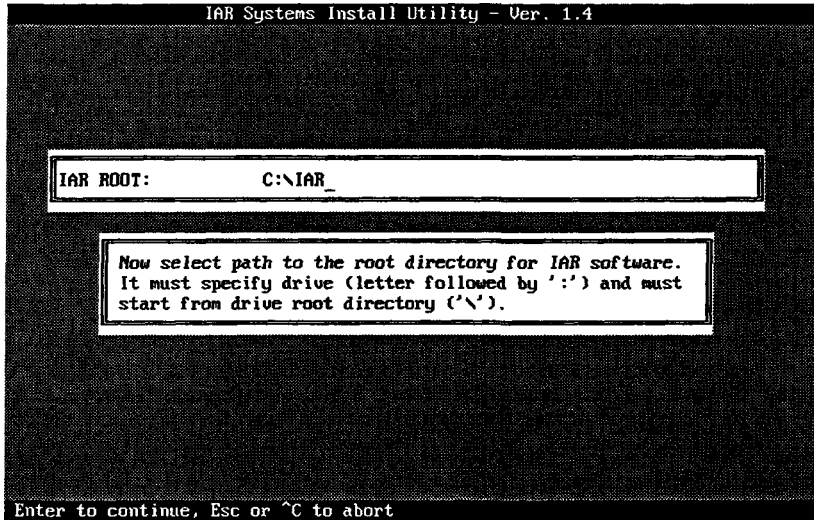 IAR Systems Install Utility - Ver. 1.4
IAR ROOT: C:\IAR_
Now select path to the root directory for IAR software.
It must specify drive (letter followed by ':') and must
start from drive root directory ('\').
Enter to continue, Esc or ^C to abort